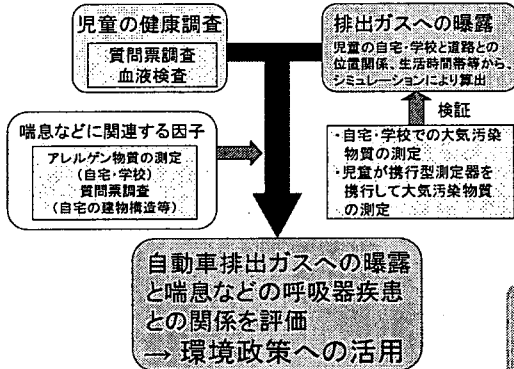 児童の健康調査
質問票調査
血液検査
排出ガスへの曝露
児童の自宅・学校と道路との
位置関係、生活時間帯等から、
シミュレーションにより算出
検証
・自宅・学校での大気汚染
物質の測定
・児童が携行型測定器を
携行して大気汚染物質
の測定
喘息などに関連する因子
アレルゲン物質の測定
(自宅・学校)
質問票調査
(自宅の建物構造等)
自動車排出ガスへの曝露
と喘息などの呼吸器疾患
との関係を評価
→ 環境政策への活用